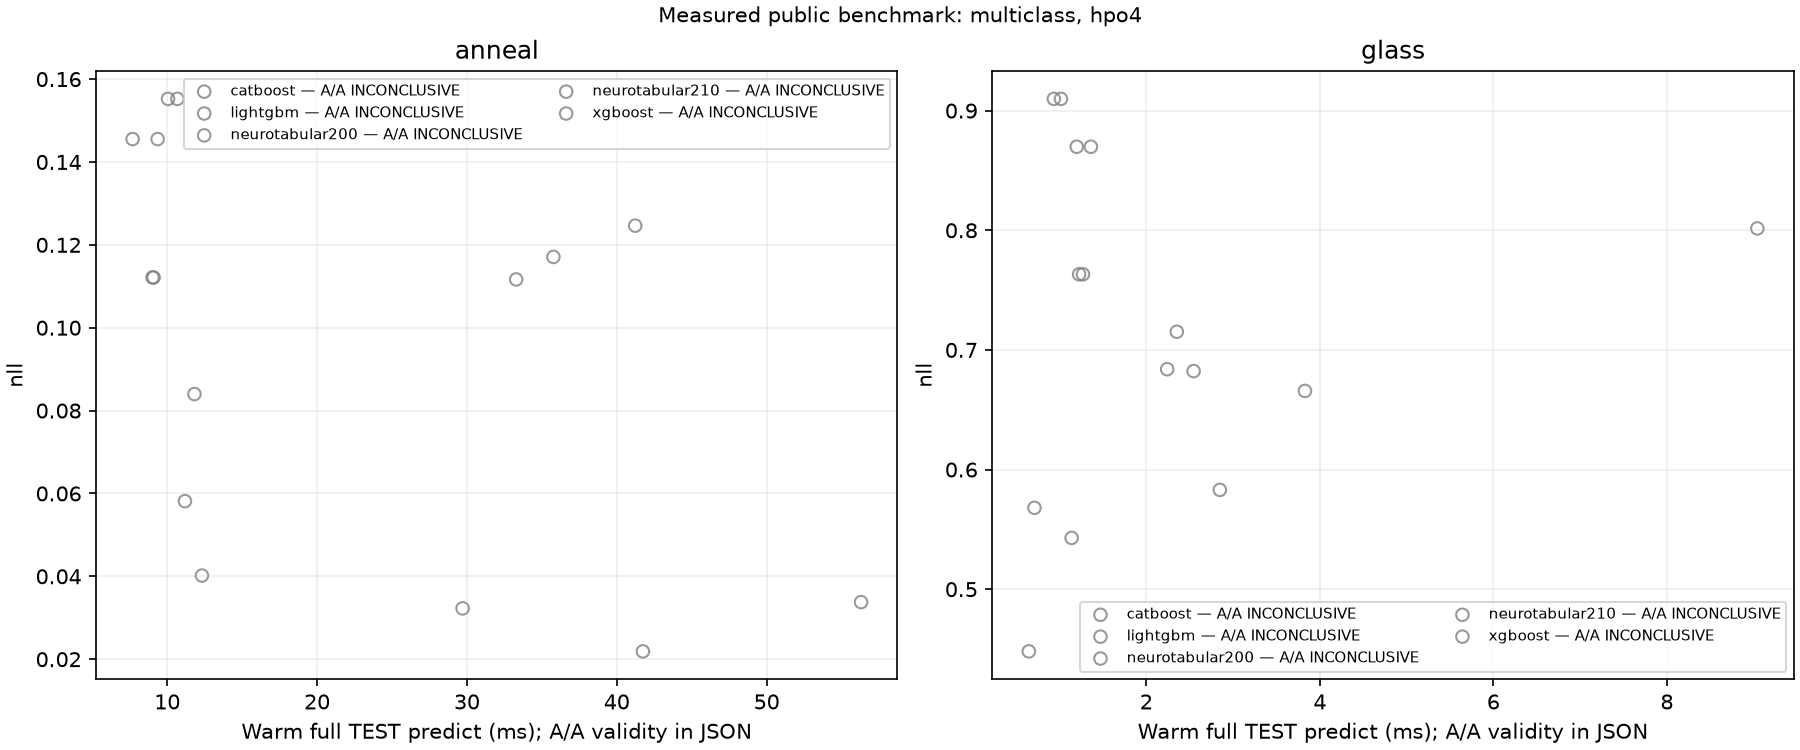 Measured public benchmark: multiclass, hpo4
anneal
0.16
0.14
0.12
0.10
0.08
0.06
0.04
0.02
nll
catboost — A/A INCONCLUSIVE
lightgbm — A/A INCONCLUSIVE
neurotabular200 — A/A INCONCLUSIVE
neurotabular210 — A/A INCONCLUSIVE
xgboost — A/A INCONCLUSIVE
10 20 30 40 50
Warm full TEST predict (ms); A/A validity in JSON
glass
0.9
0.8
0.7
0.6
0.5
nll
catboost — A/A INCONCLUSIVE
lightgbm — A/A INCONCLUSIVE
neurotabular200 — A/A INCONCLUSIVE
neurotabular210 — A/A INCONCLUSIVE
xgboost — A/A INCONCLUSIVE
2 4 6 8
Warm full TEST predict (ms); A/A validity in JSON